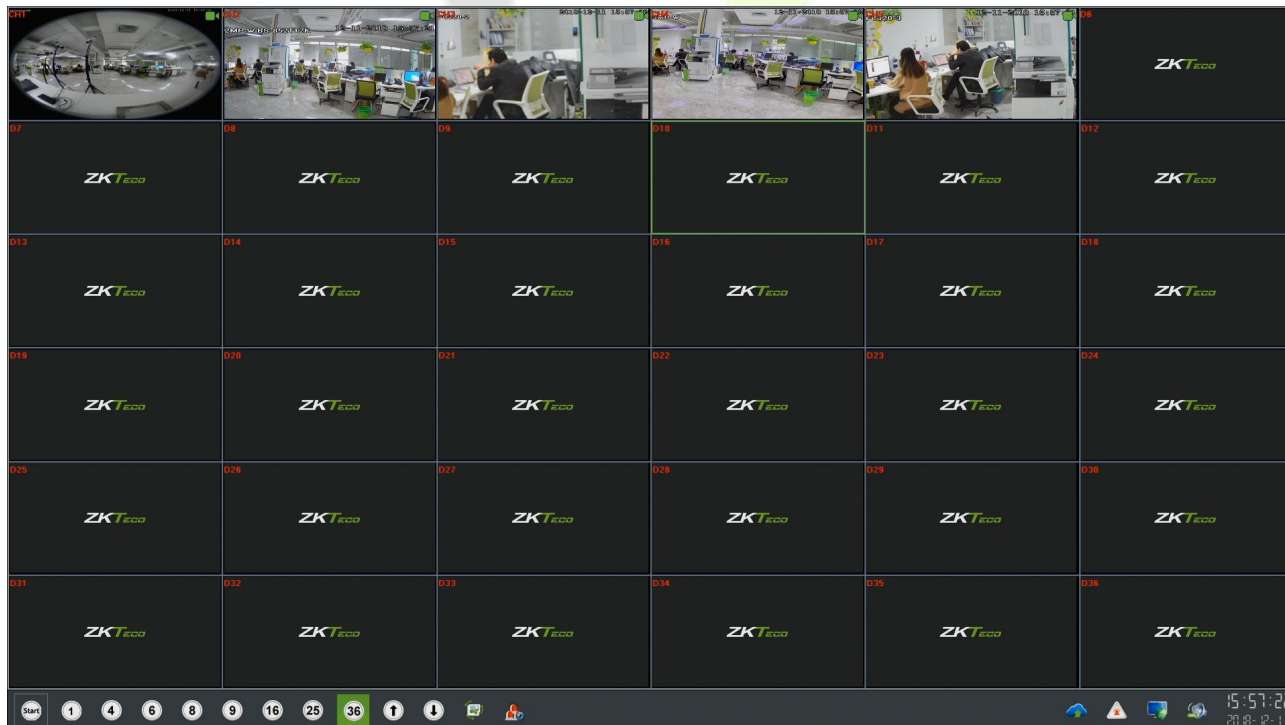 CH1
D6
ZKTeco
D7
ZKTeco
D8
ZKTeco
D9
ZKTeco
D10
ZKTeco
D11
ZKTeco
D12
ZKTeco
D13
ZKTeco
D14
ZKTeco
D15
ZKTeco
D16
ZKTeco
D17
ZKTeco
D18
ZKTeco
D19
ZKTeco
D20
ZKTeco
D21
ZKTeco
D22
ZKTeco
D23
ZKTeco
D24
ZKTeco
D25
ZKTeco
D26
ZKTeco
D27
ZKTeco
D28
ZKTeco
D29
ZKTeco
D30
ZKTeco
D31
ZKTeco
D32
ZKTeco
D33
ZKTeco
D34
ZKTeco
D35
ZKTeco
D36
ZKTeco
Start 1 4 6 8 9 16 25 36